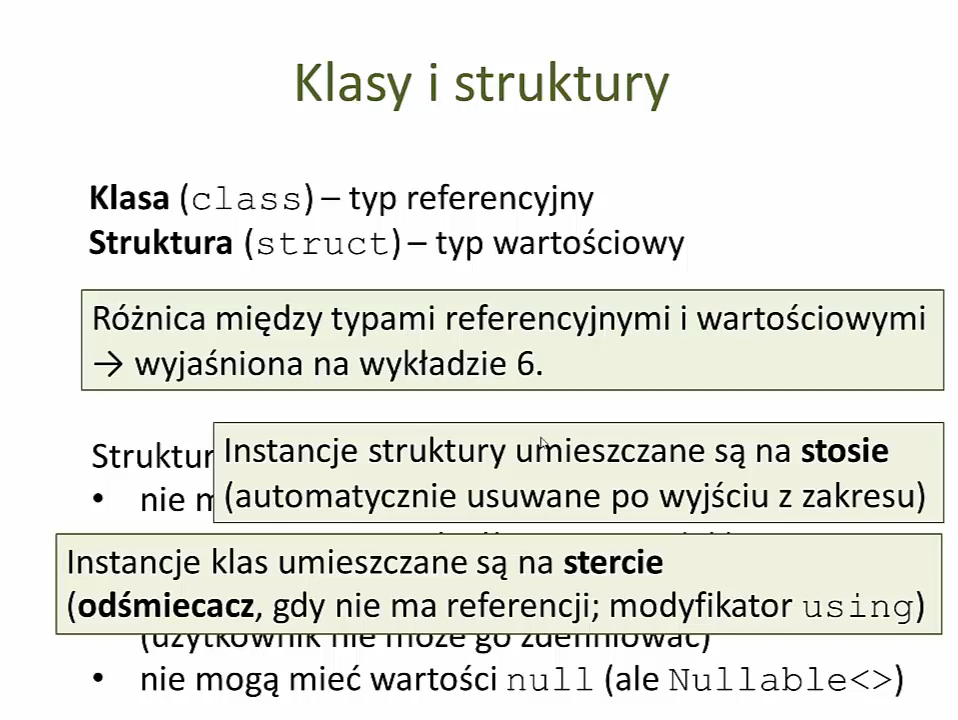 Klasy i struktury
Klasa (class) – typ referencyjny
Struktura (struct) – typ wartościowy
Różnica między typami referencyjnymi i wartościowymi
→ wyjaśniona na wykładzie 6.
Instancje struktury umieszczane są na stosie
• nie
(automatycznie usuwane po wyjściu z zakresu)
Instancje klas umieszczane są na stercie
(odśmiecacz, gdy nie ma referencji; modyfikator using)
(użytkownik nie może go zdefiniować)
• nie mogą mieć wartości null (ale Nullable<>)